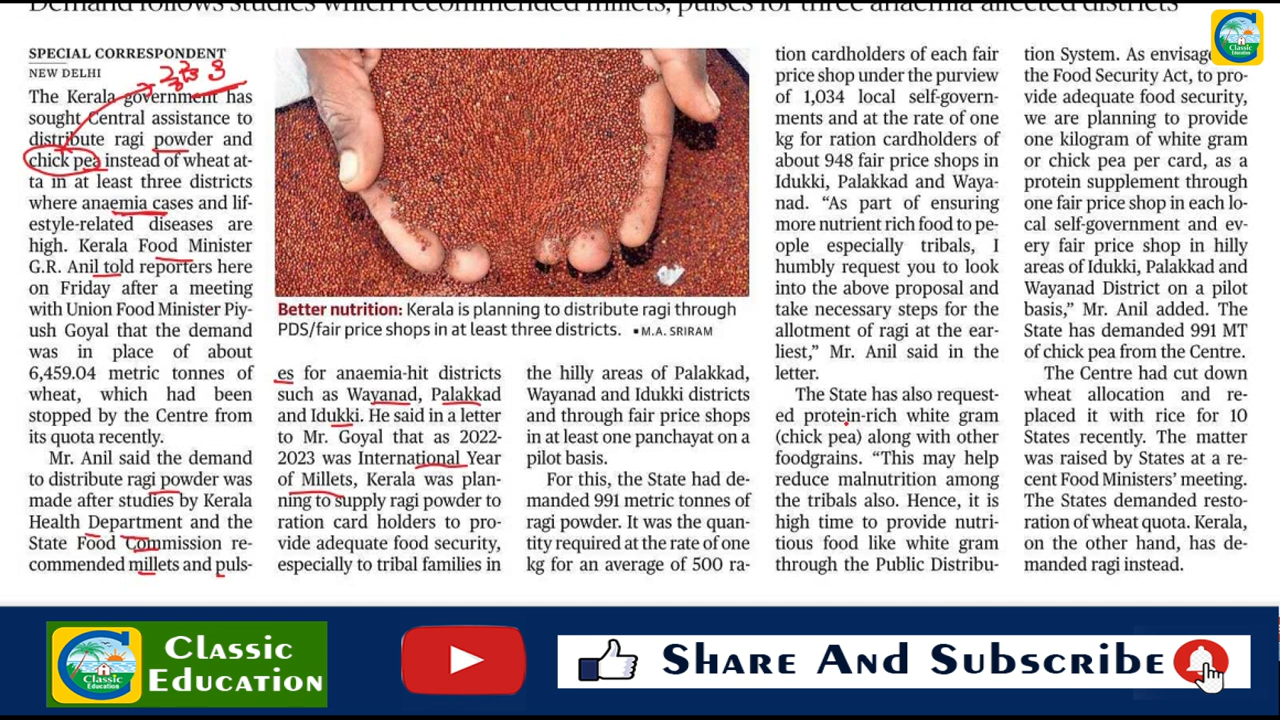 Demand follows studies which recommended millets, pulses for three anaemia-affected districts
SPECIAL CORRESPONDENT
NEW DELHI
The Kerala government has
sought Central assistance to
distribute ragi powder and
chick pea instead of wheat at-
ta in at least three districts
where anaemia cases and lif-
estyle-related diseases are
high. Kerala Food Minister
G.R. Anil told reporters here
on Friday after a meeting
with Union Food Minister Piy-
ush Goyal that the demand
was in place of about
6,459.04 metric tonnes of
wheat, which had been
stopped by the Centre from
its quota recently.
Mr. Anil said the demand
to distribute ragi powder was
made after studies by Kerala
Health Department and the
State Food Commission re-
commended millets and puls-
Better nutrition: Kerala is planning to distribute ragi through
PDS/fair price shops in at least three districts. ▪ M.A. SRIRAM
es for anaemia-hit districts
such as Wayanad, Palakkad
and Idukki. He said in a letter
to Mr. Goyal that as 2022-
2023 was International Year
of Millets, Kerala was plan-
ning to supply ragi powder to
ration card holders to pro-
vide adequate food security,
especially to tribal families in
the hilly areas of Palakkad,
Wayanad and Idukki districts
and through fair price shops
in at least one panchayat on a
pilot basis.
For this, the State had de-
manded 991 metric tonnes of
ragi powder. It was the quan-
tity required at the rate of one
kg for an average of 500 ra-
tion cardholders of each fair
price shop under the purview
of 1,034 local self-govern-
ments and at the rate of one
kg for ration cardholders of
about 948 fair price shops in
Idukki, Palakkad and Waya-
nad. “As part of ensuring
more nutrient rich food to pe-
ople especially tribals, I
humbly request you to look
into the above proposal and
take necessary steps for the
allotment of ragi at the ear-
liest,” Mr. Anil said in the
letter.
The State has also request-
ed protein-rich white gram
(chick pea) along with other
foodgrains. “This may help
reduce malnutrition among
the tribals also. Hence, it is
high time to provide nutri-
tious food like white gram
through the Public Distribu-
tion System. As envisage
the Food Security Act, to pro-
vide adequate food security,
we are planning to provide
one kilogram of white gram
or chick pea per card, as a
protein supplement through
one fair price shop in each lo-
cal self-government and ev-
ery fair price shop in hilly
areas of Idukki, Palakkad and
Wayanad District on a pilot
basis,” Mr. Anil added. The
State has demanded 991 MT
of chick pea from the Centre.
The Centre had cut down
wheat allocation and re-
placed it with rice for 10
States recently. The matter
was raised by States at a re-
cent Food Ministers’ meeting.
The States demanded resto-
ration of wheat quota. Kerala,
on the other hand, has de-
manded ragi instead.
Classic
Education
Classic
Education
Classic
Education
Share And Subscribe